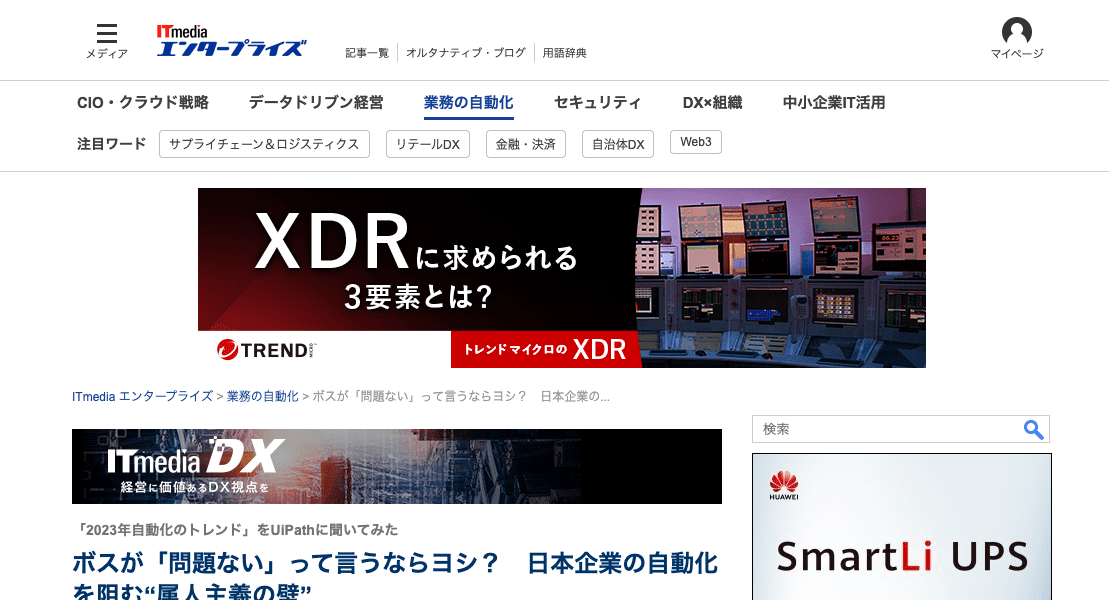 メディア
ITmedia
エンタープライズ
記事一覧
オルタナティブ・ブログ
用語辞典
マイページ
CIO・クラウド戦略
データドリブン経営
業務の自動化
セキュリティ
DX×組織
中小企業IT活用
注目ワード
サプライチェーン＆ロジスティクス
リテールDX
金融・決済
自治体DX
Web3
XDRに求められる
3要素とは?
TREND MICRO
トレンドマイクロの XDR
ITmedia エンタープライズ > 業務の自動化 > ボスが「問題ない」って言うならヨシ？　日本企業の...
検索
ITmedia DX
経営に価値あるDX視点を
HUAWEI
SmartLi UPS
「2023年自動化のトレンド」をUiPathに聞いてみた
ボスが「問題ない」って言うならヨシ？　日本企業の自動化
を阻む“属人主義の壁”